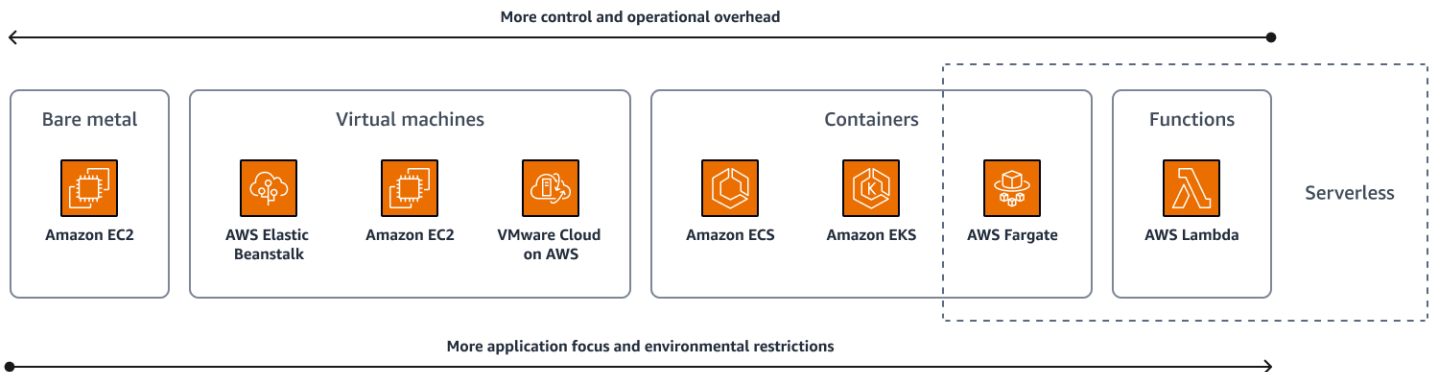 More control and operational overhead
Bare metal
Virtual machines
Containers
Functions
K
Serverless
Amazon EC2
AWS Elastic
Beanstalk
Amazon EC2
VMware Cloud
on AWS
Amazon ECS
Amazon EKS
AWS Fargate
AWS Lambda
More application focus and environmental restrictions